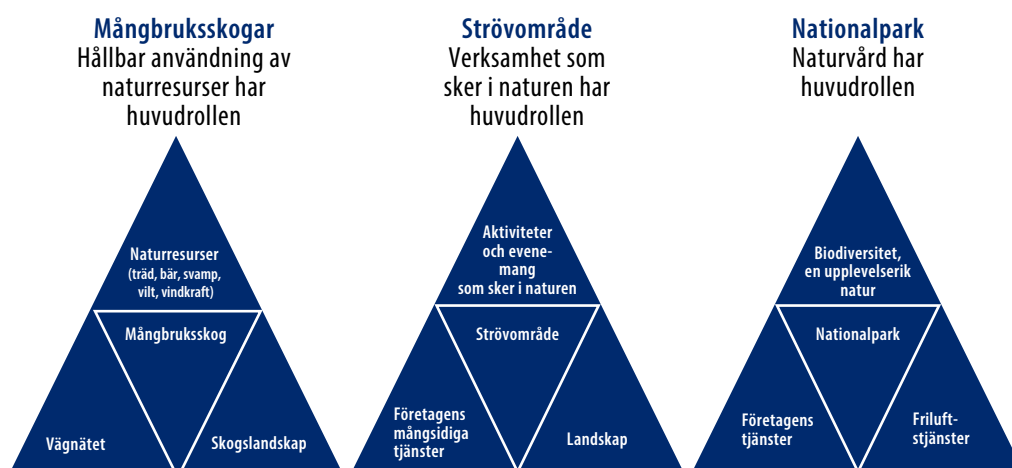 Mångbruksskogar
Hållbar användning av
naturresurser har
huvudrollen
Naturresurser
(träd, bär, svamp,
vilt, vindkraft)
Mångbruksskog
Vägnätet
Skogslandskap
Strövområde
Verksamhet som
sker i naturen har
huvudrollen
Aktiviteter
och evene-
mang
som sker i naturen
Strövområde
Företagens
mångsidiga
tjänster
Landskap
Nationalpark
Naturvård har
huvudrollen
Biodiversitet,
en upplevelserik
natur
Nationalpark
Företagens
tjänster
Friluft-
stjänster